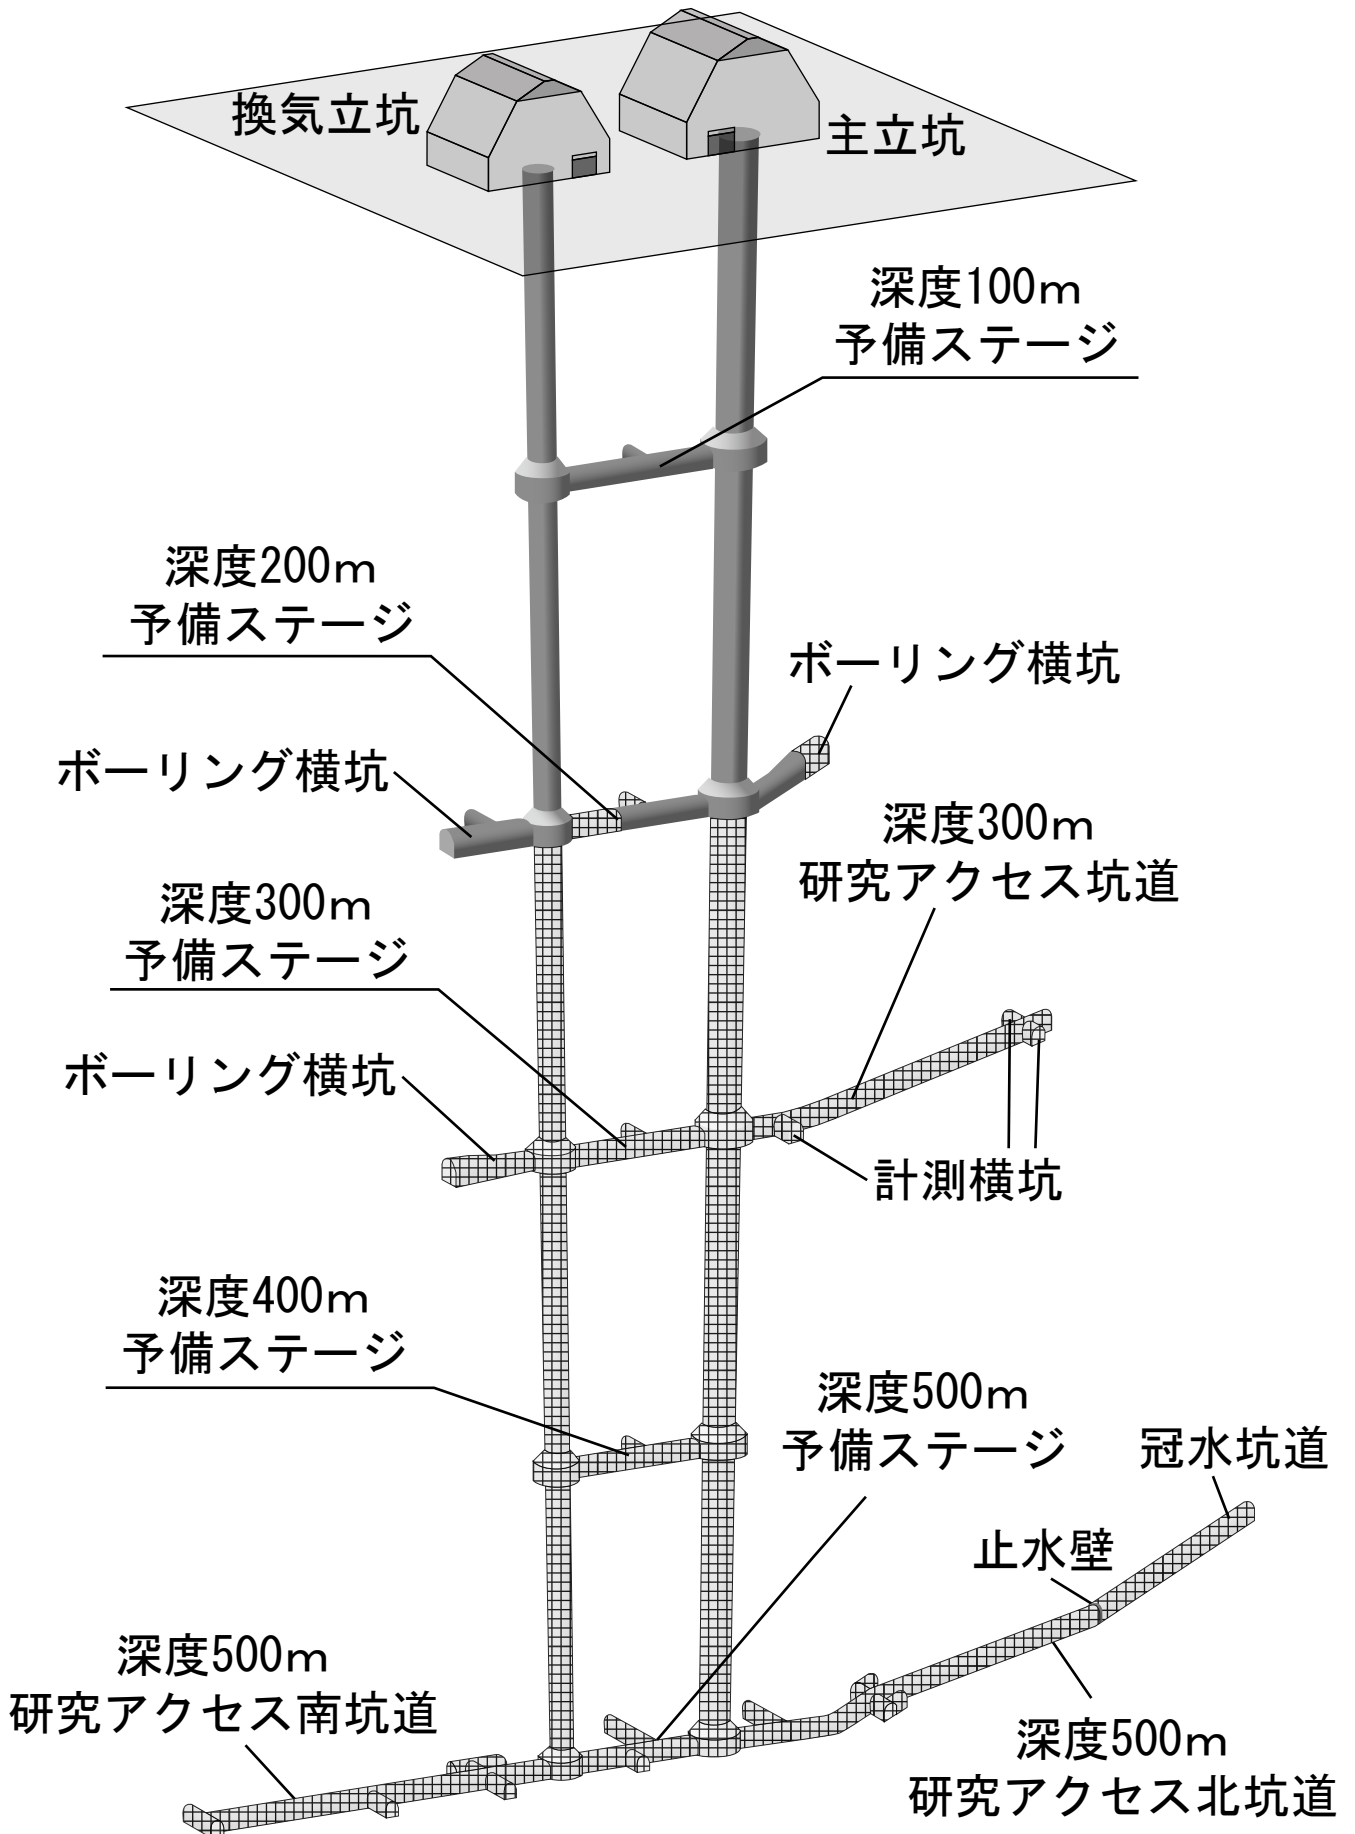 換気立坑
主立坑
深度100m
予備ステージ
深度200m
予備ステージ
ボーリング横坑
ボーリング横坑
深度300m
研究アクセス坑道
深度300m
予備ステージ
ボーリング横坑
計測横坑
深度400m
予備ステージ
深度500m
予備ステージ
冠水坑道
止水壁
深度500m
研究アクセス南坑道
深度500m
研究アクセス北坑道